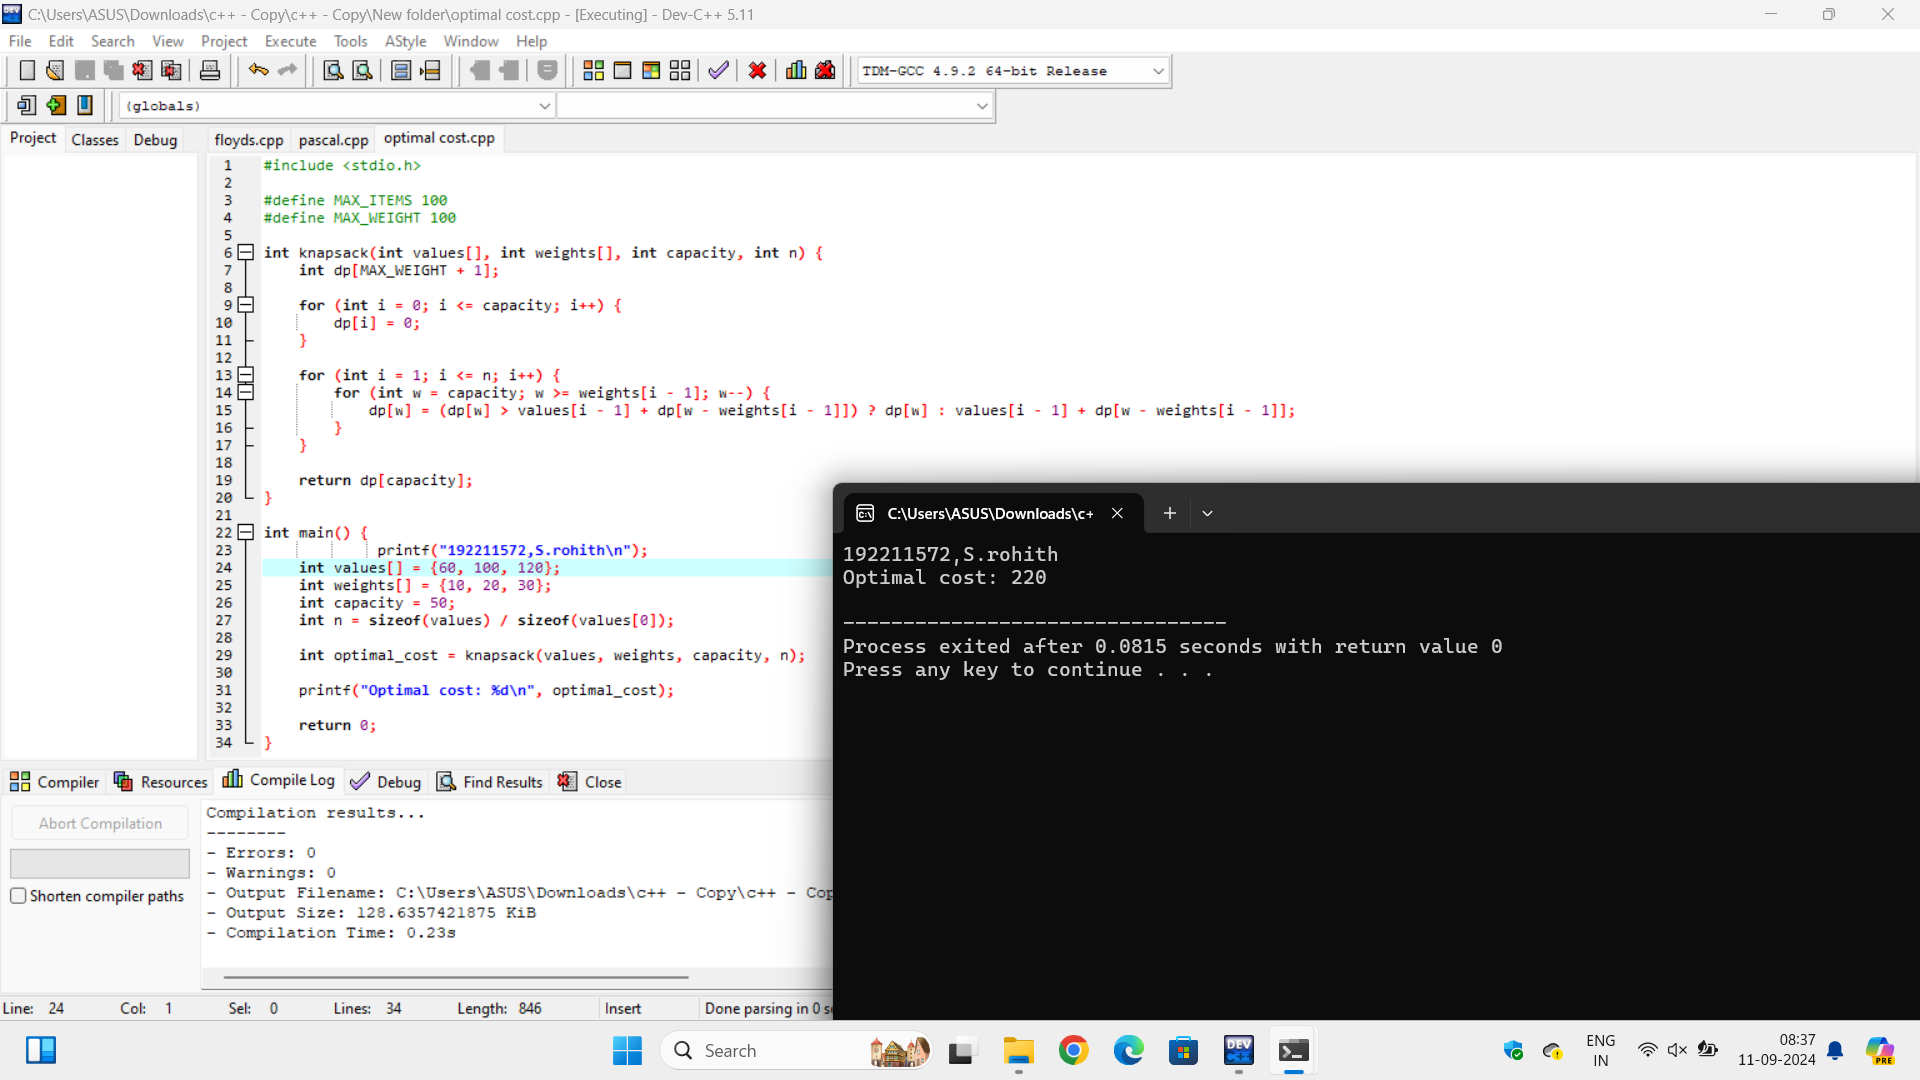 C:\Users\ASUS\Downloads\c++ - Copy\c++ - Copy\New folder\optimal cost.cpp - [Executing] - Dev-C++ 5.11
File Edit Search View Project Execute Tools AStyle Window Help
TDM-GCC 4.9.2 64-bit Release
(globals)
Project Classes Debug
floyds.cpp pascal.cpp optimal cost.cpp
1 #include <stdio.h>
2
3 #define MAX_ITEMS 100
4 #define MAX_WEIGHT 100
5
6 int knapsack(int values[], int weights[], int capacity, int n) {
7 int dp[MAX_WEIGHT + 1];
8
9 for (int i = 0; i <= capacity; i++) {
10 dp[i] = 0;
11 }
12
13 for (int i = 1; i <= n; i++) {
14 for (int w = capacity; w >= weights[i - 1]; w--) {
15 dp[w] = (dp[w] > values[i - 1] + dp[w - weights[i - 1]]) ? dp[w] : values[i - 1] + dp[w - weights[i - 1]];
16 }
17 }
18
19 return dp[capacity];
20 }
21
22 int main() {
23 printf("192211572,S.rohith\n");
24 int values[] = {60, 100, 120};
25 int weights[] = {10, 20, 30};
26 int capacity = 50;
27 int n = sizeof(values) / sizeof(values[0]);
28
29 int optimal_cost = knapsack(values, weights, capacity, n);
30
31 printf("Optimal cost: %d\n", optimal_cost);
32
33 return 0;
34 }
C:\Users\ASUS\Downloads\c+
192211572,S.rohith
Optimal cost: 220
--------------------------------
Process exited after 0.0815 seconds with return value 0
Press any key to continue . . .
Compiler Resources Compile Log Debug Find Results Close
Abort Compilation
Shorten compiler paths
Compilation results...
--------
- Errors: 0
- Warnings: 0
- Output Filename: C:\Users\ASUS\Downloads\c++ - Copy\c++ - Cop
- Output Size: 128.6357421875 KiB
- Compilation Time: 0.23s
Line: 24 Col: 1 Sel: 0 Lines: 34 Length: 846 Insert Done parsing in 0 se
Search
DEV
ENG
IN
08:37
11-09-2024
PRE